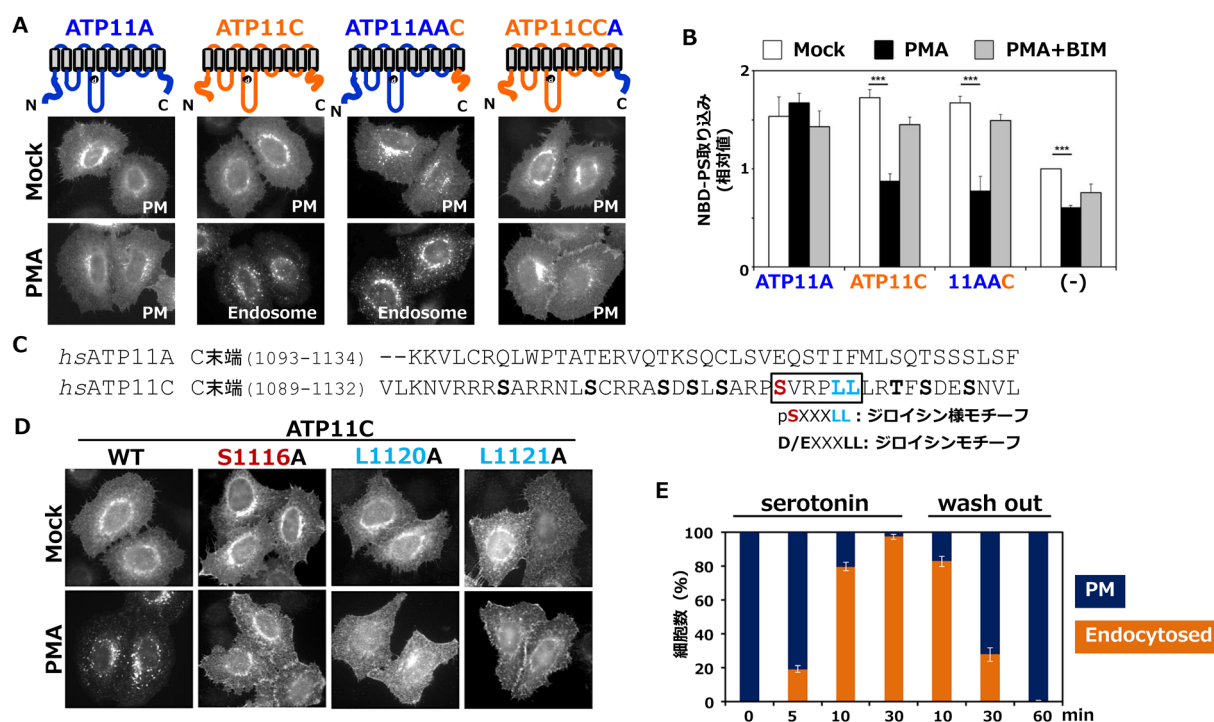 A
ATP11A
ATP11C
ATP11AAC
ATP11CCA
N
C
N
C
N
C
N
C
Mock
PM
PM
PM
PM
PMA
PM
Endosome
Endosome
PM
B
Mock
PMA
PMA+BIM
NBD-PS取り込み
(相対値)
2
1
0
***
***
***
ATP11A
ATP11C
11AAC
(-)
C
hsATP11A C末端(1093-1134) --KKVLCRQLWPTATERVQTKSQCLSVEQSTIFMLSQTSSSLSF
hsATP11C C末端(1089-1132) VLKNVRRRSARRNLSCRRASDSLSARPSVRPLLLRTFSDESNVL
pSXXXLL : ジロイシン様モチーフ
D/EXXXLL: ジロイシンモチーフ
D
ATP11C
WT
S1116A
L1120A
L1121A
Mock
PMA
E
serotonin
wash out
細胞数 (%)
100
80
60
40
20
0
0
5
10
30
10
30
60
min
PM
Endocytosed